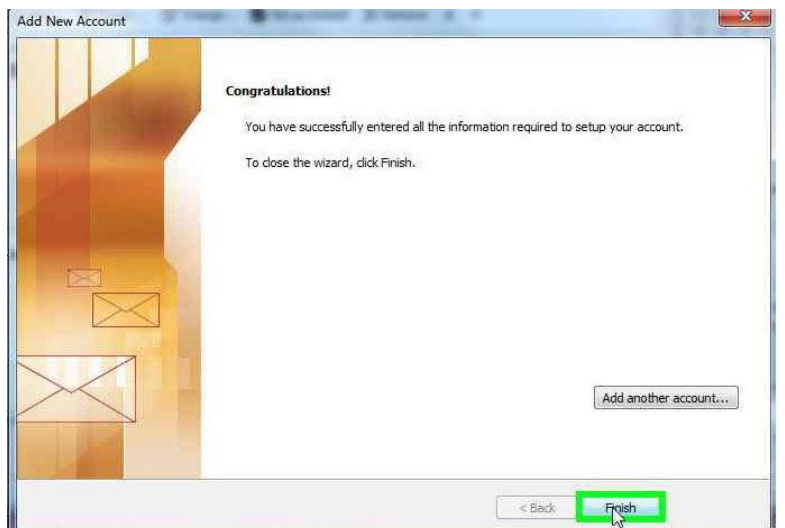 Add New Account
Congratulations!
You have successfully entered all the information required to setup your account.
To close the wizard, click Finish.
Add another account...
< Back
Finish